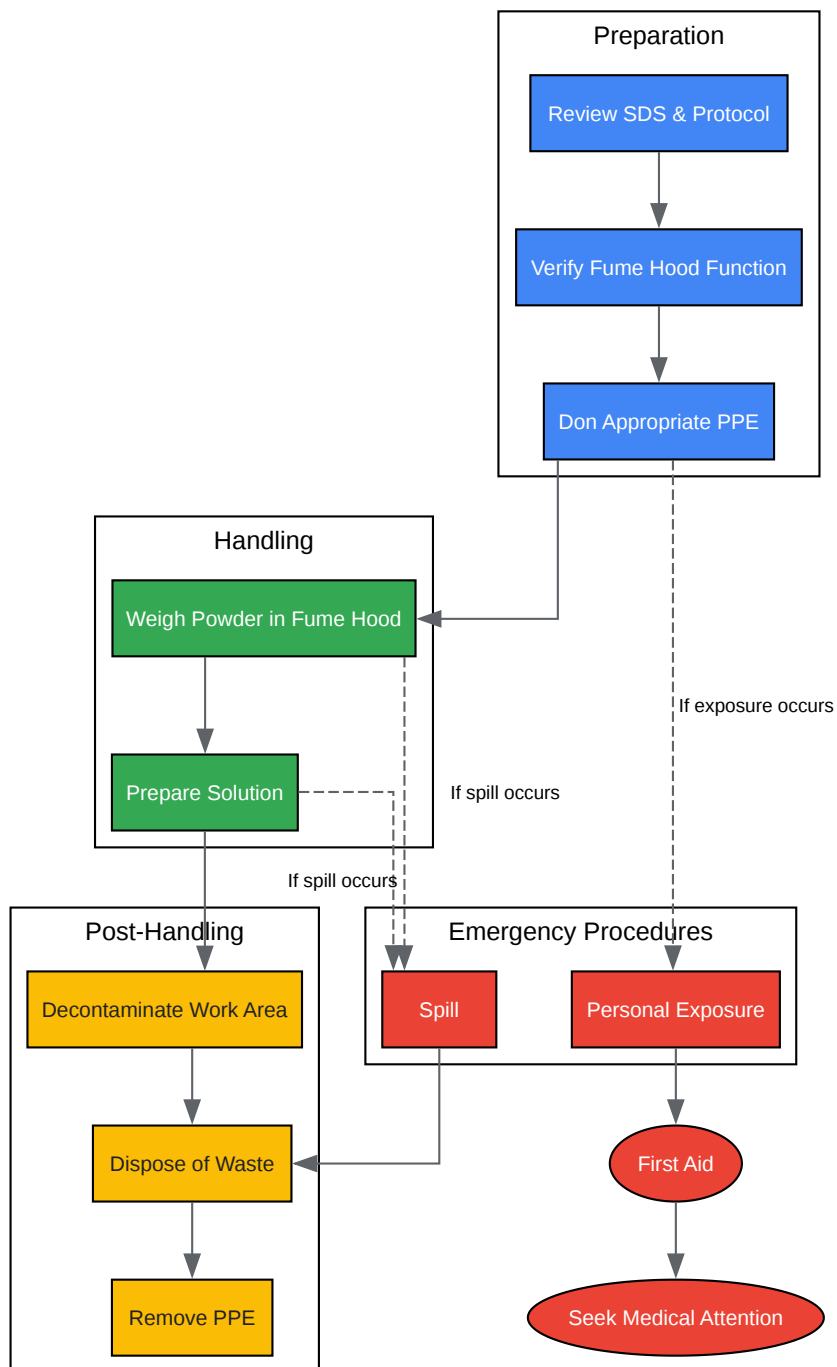 Preparation
Review SDS & Protocol
Verify Fume Hood Function
Don Appropriate PPE
Handling
Weigh Powder in Fume Hood
If exposure occurs
Prepare Solution
If spill occurs
If spill occurs
Post-Handling
Emergency Procedures
Decontaminate Work Area
Spill
Personal Exposure
Dispose of Waste
First Aid
Remove PPE
Seek Medical Attention